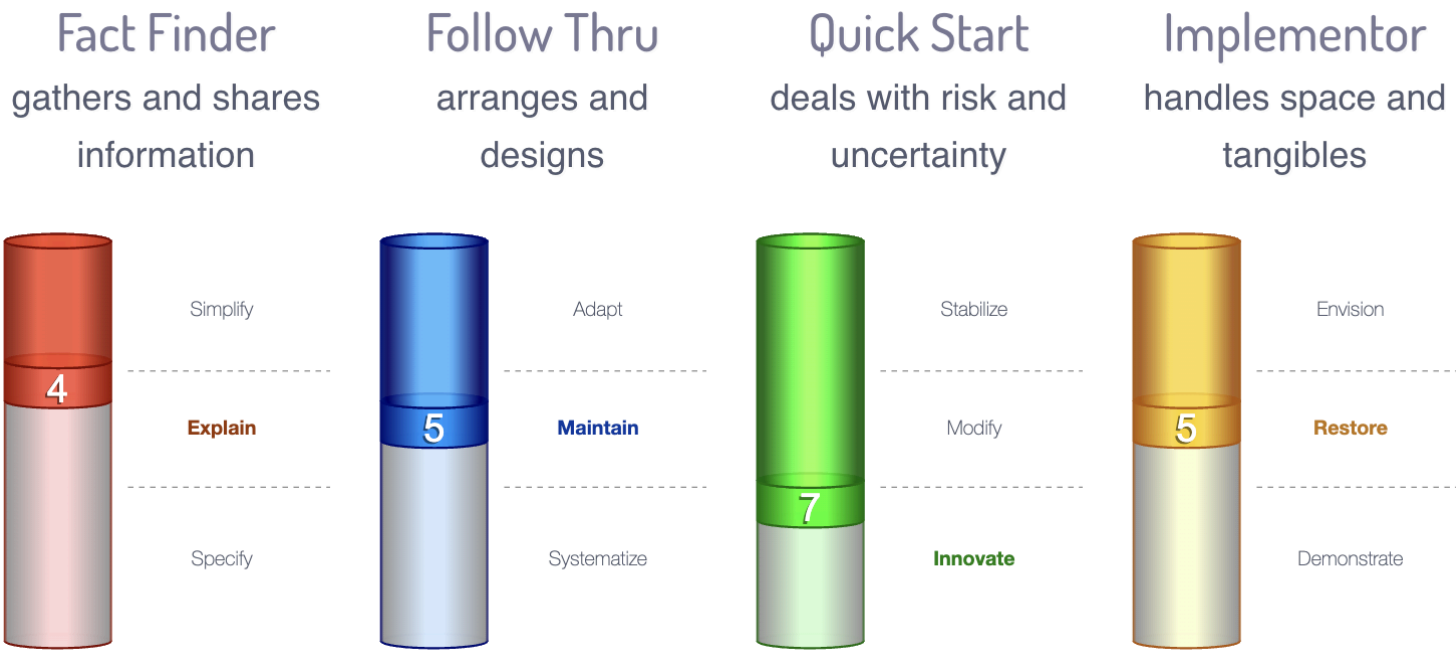 Fact Finder
gathers and shares
information
4
Simplify
Explain
Specify
Follow Thru
arranges and
designs
5
Adapt
Maintain
Systematize
Quick Start
deals with risk and
uncertainty
7
Stabilize
Modify
Innovate
Implementor
handles space and
tangibles
5
Envision
Restore
Demonstrate